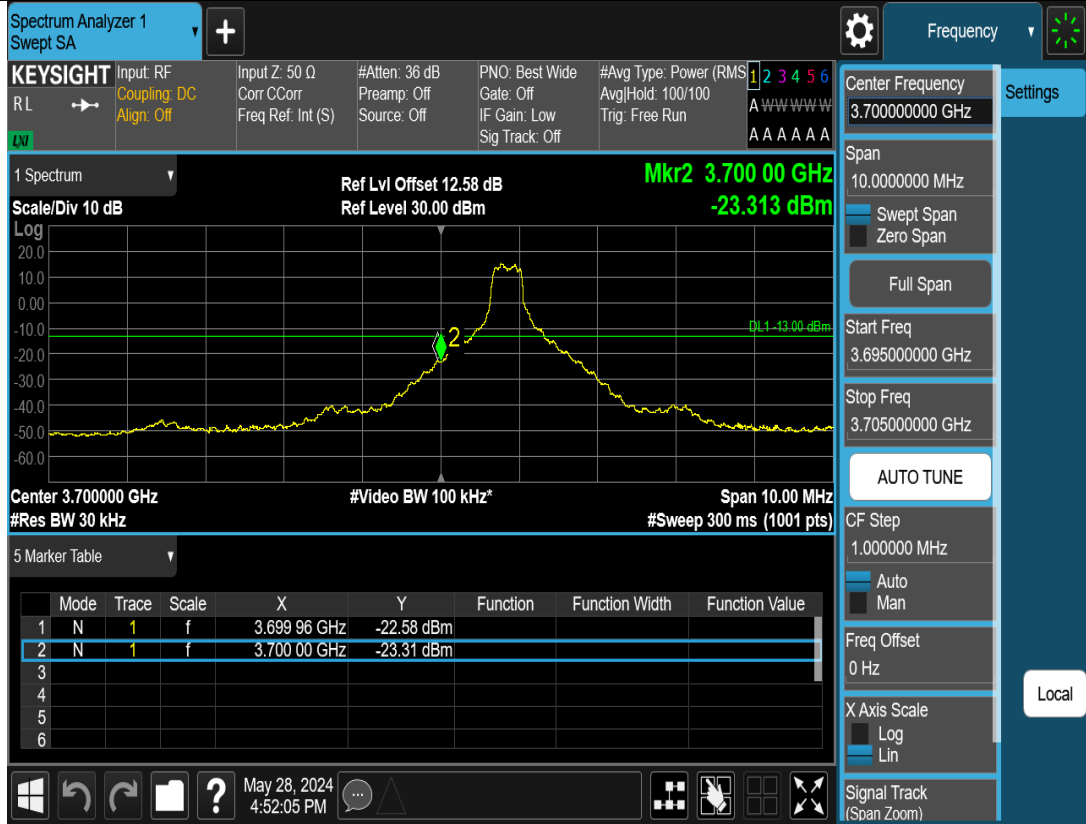 Spectrum Analyzer 1
Swept SA
+
Frequency
KEYSIGHT
RL
LXI
Input: RF
Coupling: DC
Align: Off
Input Z: 50 Ω
Corr CCorr
Freq Ref: Int (S)
#Atten: 36 dB
Preamp: Off
Source: Off
PNO: Best Wide
Gate: Off
IF Gain: Low
Sig Track: Off
#Avg Type: Power (RMS
Avg|Hold: 100/100
Trig: Free Run
1 2 3 4 5 6
A W W W W W
A A A A A A
1 Spectrum
Scale/Div 10 dB
Ref Lvl Offset 12.58 dB
Ref Level 30.00 dBm
Mkr2 3.700 00 GHz
-23.313 dBm
Log
20.0
10.0
0.00
-10.0
-20.0
-30.0
-40.0
-50.0
-60.0
2
DL1 -13.00 dBm
Center 3.700000 GHz
#Res BW 30 kHz
#Video BW 100 kHz*
Span 10.00 MHz
#Sweep 300 ms (1001 pts)
5 Marker Table
Mode Trace Scale X Y Function Function Width Function Value
1 N 1 f 3.699 96 GHz -22.58 dBm
2 N 1 f 3.700 00 GHz -23.31 dBm
3
4
5
6
?
May 28, 2024
4:52:05 PM
Center Frequency
3.700000000 GHz
Span
10.0000000 MHz
Swept Span
Zero Span
Full Span
Start Freq
3.695000000 GHz
Stop Freq
3.705000000 GHz
AUTO TUNE
CF Step
1.000000 MHz
Auto
Man
Freq Offset
0 Hz
X Axis Scale
Log
Lin
Signal Track
(Span Zoom)
Settings
Local